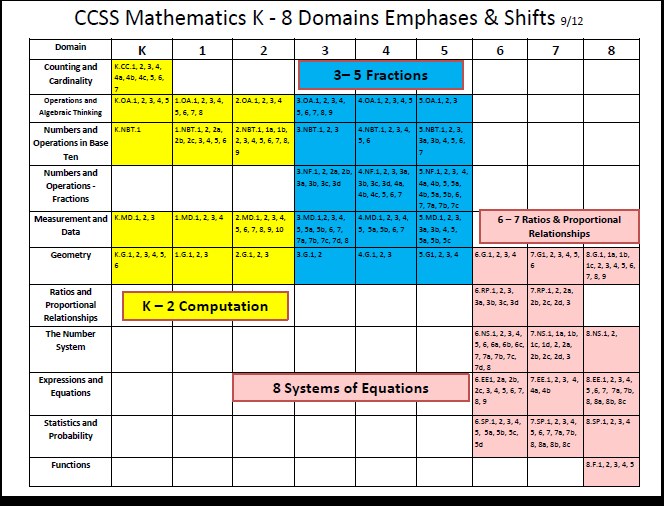 CCSS Mathematics K - 8 Domains Emphases & Shifts 9/12
Domain K 1 2 3 4 5 6 7 8
Counting and
Cardinality
K.CC.1, 2, 3, 4,
4a, 4b, 4c, 5, 6,
7
3– 5 Fractions
Operations and
Algebraic Thinking
K.OA.1, 2, 3, 4, 5
1.OA.1, 2, 3, 4,
5, 6, 7, 8
2.OA.1, 2, 3, 4
3.OA.1, 2, 3, 4,
5, 6, 7, 8, 9
4.OA.1, 2, 3, 4, 5
5.OA.1, 2, 3
Numbers and
Operations in Base
Ten
K.NBT.1
1.NBT.1, 2, 2a,
2b, 2c, 3, 4, 5, 6
2.NBT.1, 1a, 1b,
2, 3, 4, 5, 6, 7, 8,
9
3.NBT.1, 2, 3
4.NBT.1, 2, 3, 4,
5, 6
5.NBT.1, 2, 3,
3a, 3b, 4, 5, 6,
7
Numbers and
Operations -
Fractions
3.NF.1, 2, 2a, 2b,
3a, 3b, 3c, 3d
4.NF.1, 2, 3, 3a,
3b, 3c, 3d, 4a,
4b, 4c, 5, 6, 7
5.NF.1, 2, 3, 4,
4a, 4b, 5, 5a,
4b, 5a, 5b, 6,
7, 7a, 7b, 7c
Measurement and
Data
K.MD.1, 2, 3
1.MD.1, 2, 3, 4
2.MD.1, 2, 3, 4,
5, 6, 7, 8, 9, 10
3.MD.1.2, 3, 4,
5, 5a, 5b, 6, 7,
7a, 7b, 7c, 7d, 8
4.MD.1, 2, 3, 4,
5, 5a, 5b, 6, 7
5.MD.1, 2, 3,
3a, 3b, 4, 5,
5a, 5b, 5c
6 – 7 Ratios & Proportional
Relationships
Geometry
K.G.1, 2, 3, 4, 5,
6
1.G.1, 2, 3
2.G.1, 2, 3
3.G.1, 2
4.G.1, 2, 3
5.G1, 2, 3, 4
6.G.1, 2, 3, 4
7.G1, 2, 3, 4, 5,
6
8.G.1, 1a, 1b,
1c, 2, 3, 4, 5, 6,
7, 8, 9
Ratios and
Proportional
Relationships
K – 2 Computation
6.RP.1, 2, 3,
3a, 3b, 3c, 3d
7.RP.1, 2, 2a,
2b, 2c, 2d, 3
The Number
System
6.NS.1, 2, 3, 4,
5, 6, 6a, 6b, 6c,
7, 7a, 7b, 7c,
7d, 8
7.NS.1, 1a, 1b,
1c, 1d, 2, 2a,
2b, 2c, 2d, 3
8.NS.1, 2,
Expressions and
Equations
8 Systems of Equations
6.EE1, 2a, 2b,
2c, 3, 4, 5, 6, 7,
8, 9
7.EE.1, 2, 3, 4,
4a, 4b
8.EE.1, 2, 3, 4,
5 ,6, 7, 7a, 7b,
8, 8a, 8b, 8c
Statistics and
Probability
6.SP.1, 2, 3, 4,
5, 5a, 5b, 5c,
5d
7.SP.1, 2, 3, 4,
5, 6, 7, 7a, 7b,
8, 8a, 8b, 8c
8.SP.1, 2, 3, 4
Functions
8.F.1, 2, 3, 4, 5